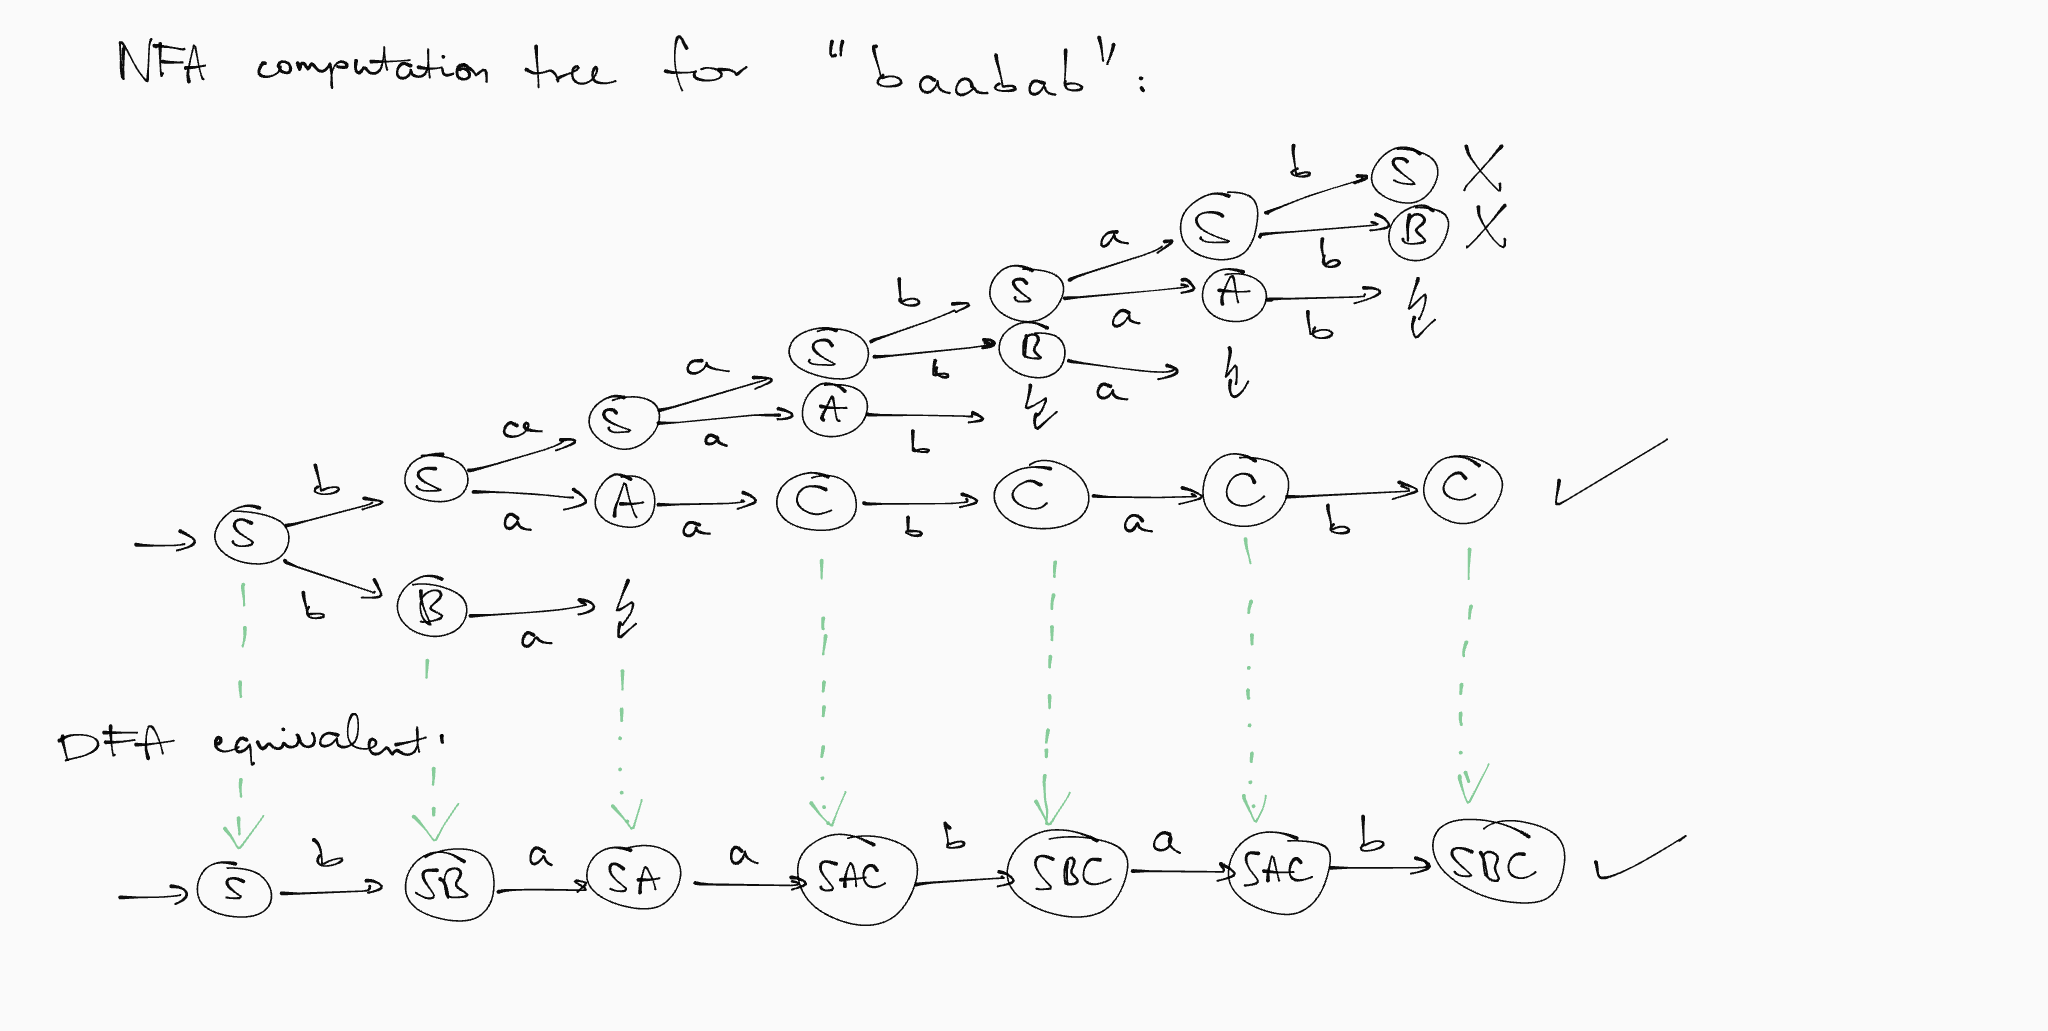 NFA computation tree for "baabab":
b S X
S b B X
a A b
b S a
S b B a
a A b
a S a
b S a A a C b C a C b C
S
b B a
DFA equivalent:
S b SB a SA a SAC b SBC a SAC b SBC